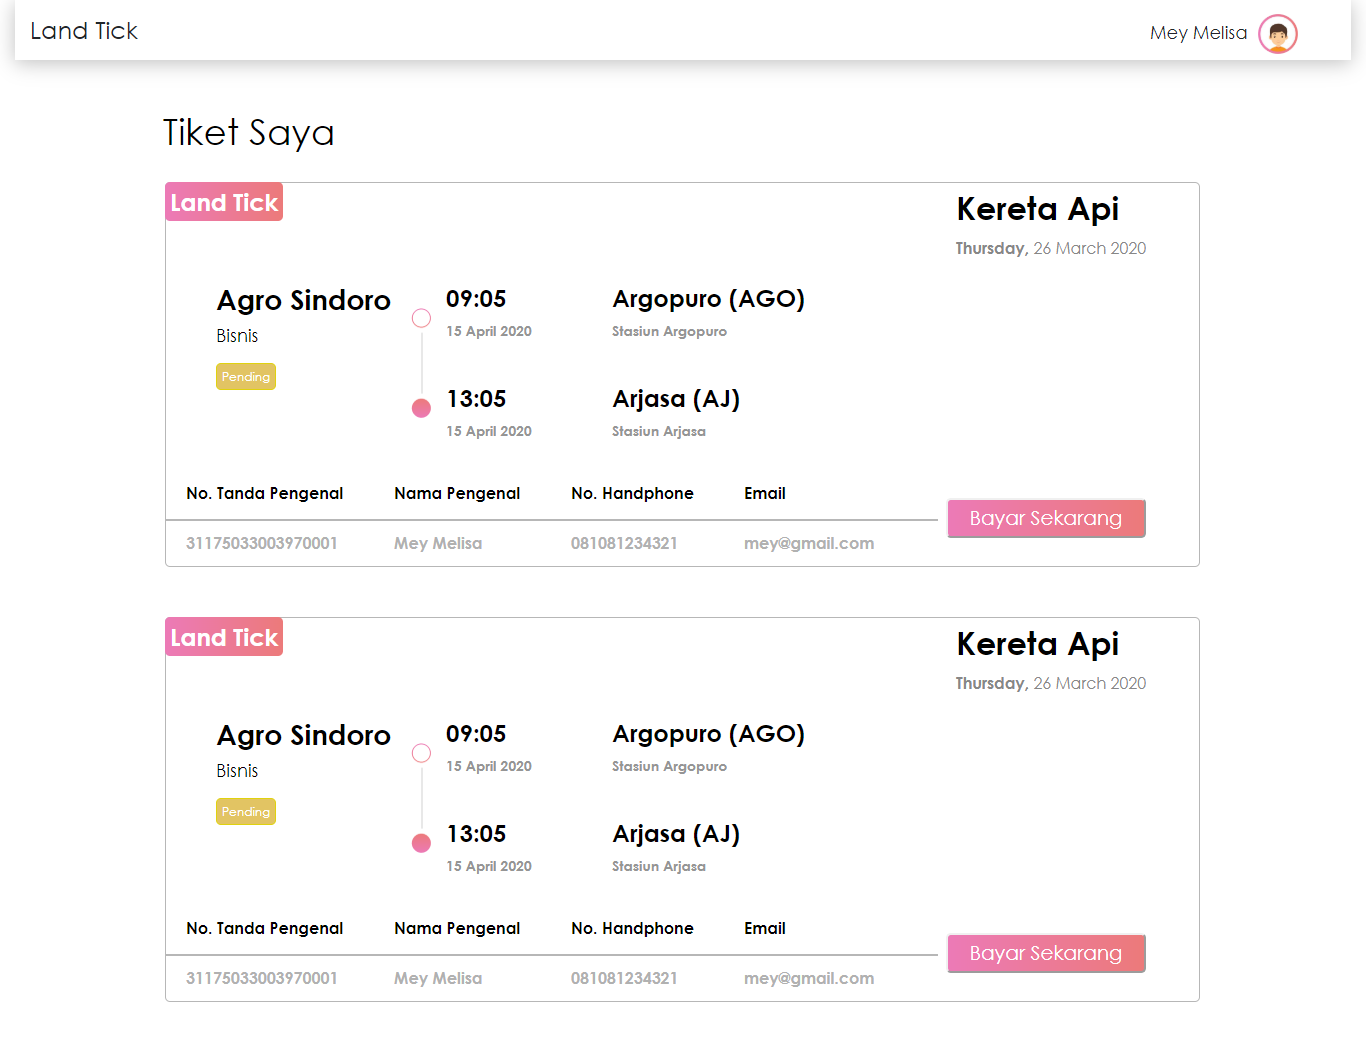 Land Tick
Mey Melisa
Tiket Saya
Land Tick
Kereta Api
Thursday, 26 March 2020
Agro Sindoro
Bisnis
Pending
09:05
15 April 2020
Argopuro (AGO)
Stasiun Argopuro
13:05
15 April 2020
Arjasa (AJ)
Stasiun Arjasa
No. Tanda Pengenal Nama Pengenal No. Handphone Email
31175033003970001 Mey Melisa 081081234321 mey@gmail.com
Bayar Sekarang
Land Tick
Kereta Api
Thursday, 26 March 2020
Agro Sindoro
Bisnis
Pending
09:05
15 April 2020
Argopuro (AGO)
Stasiun Argopuro
13:05
15 April 2020
Arjasa (AJ)
Stasiun Arjasa
No. Tanda Pengenal Nama Pengenal No. Handphone Email
31175033003970001 Mey Melisa 081081234321 mey@gmail.com
Bayar Sekarang